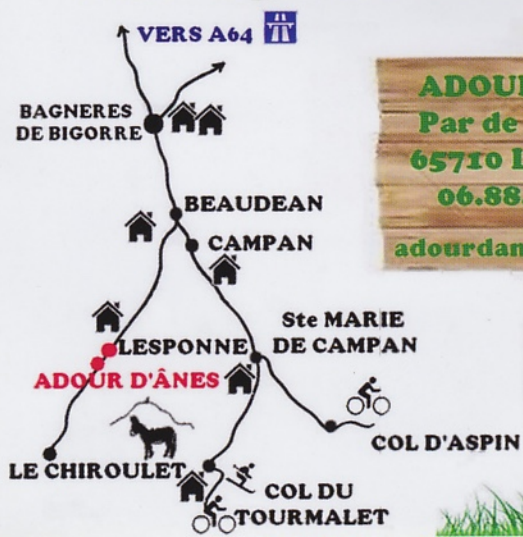 VERS A64
BAGNERES
DE BIGORRE
ADOUR
Par de
65710 L
06.88
adourdan
BEAUDEAN
CAMPAN
Ste MARIE
DE CAMPAN
LESPONNE
ADOUR D'ÂNES
COL D'ASPIN
LE CHIROULET
COL DU
TOURMALET